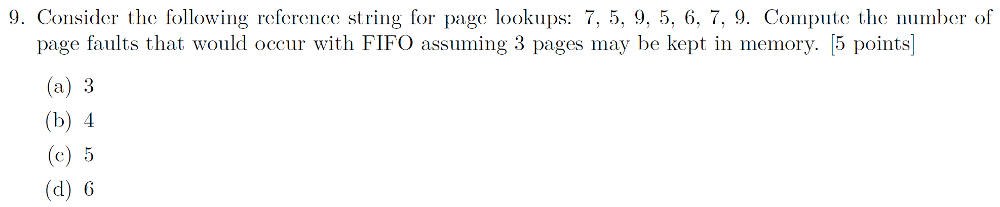 9. Consider the following reference string for page lookups: 7, 5, 9, 5, 6, 7, 9. Compute the number of
page faults that would occur with FIFO assuming 3 pages may be kept in memory. [5 points]
(a) 3
(b) 4
(c) 5
(d) 6